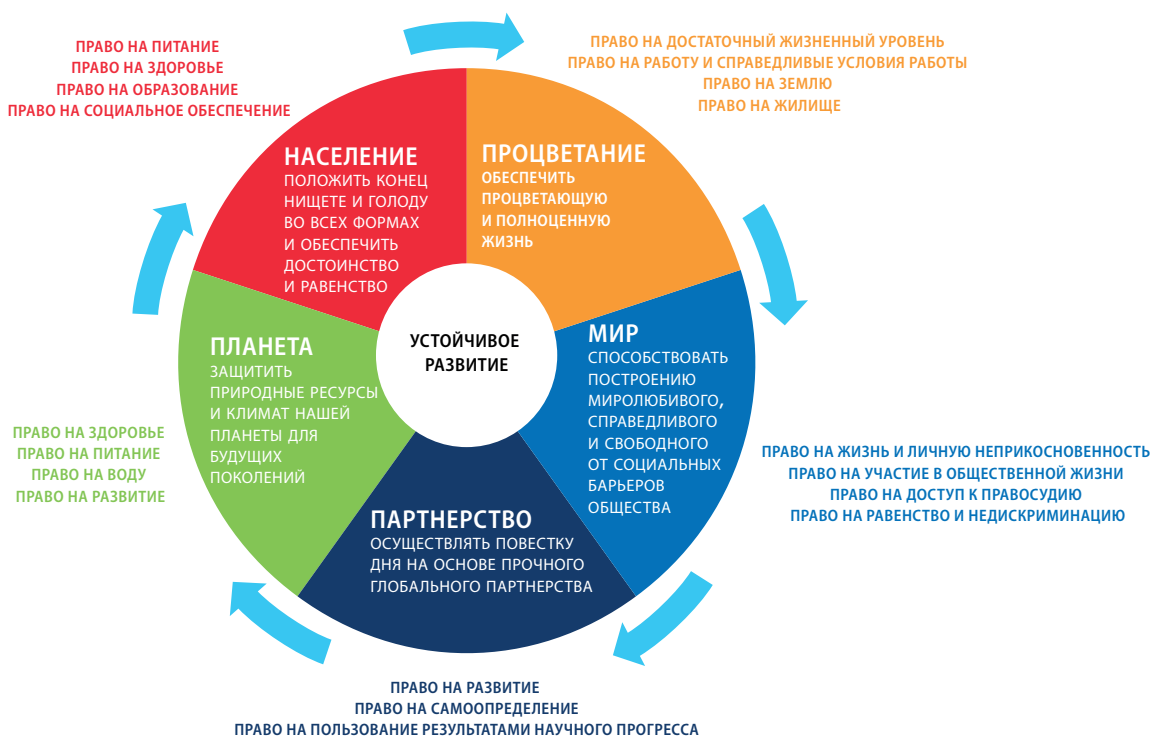 ПРАВО НА ПИТАНИЕ
ПРАВО НА ЗДОРОВЬЕ
ПРАВО НА ОБРАЗОВАНИЕ
ПРАВО НА СОЦИАЛЬНОЕ ОБЕСПЕЧЕНИЕ
ПРАВО НА ДОСТАТОЧНЫЙ ЖИЗНЕННЫЙ УРОВЕНЬ
ПРАВО НА РАБОТУ И СПРАВЕДЛИВЫЕ УСЛОВИЯ РАБОТЫ
ПРАВО НА ЗЕМЛЮ
ПРАВО НА ЖИЛИЩЕ
НАСЕЛЕНИЕ
ПОЛОЖИТЬ КОНЕЦ
НИЩЕТЕ И ГОЛОДУ
ВО ВСЕХ ФОРМАХ
И ОБЕСПЕЧИТЬ
ДОСТОИНСТВО
И РАВЕНСТВО
ПРОЦВЕТАНИЕ
ОБЕСПЕЧИТЬ
ПРОЦВЕТАЮЩУЮ
И ПОЛНОЦЕННУЮ
ЖИЗНЬ
УСТОЙЧИВОЕ
РАЗВИТИЕ
ПЛАНЕТА
ЗАЩИТИТЬ
ПРИРОДНЫЕ РЕСУРСЫ
И КЛИМАТ НАШЕЙ
ПЛАНЕТЫ ДЛЯ
БУДУЩИХ
ПОКОЛЕНИЙ
МИР
СПОСОБСТВОВАТЬ
ПОСТРОЕНИЮ
МИРОЛЮБИВОГО,
СПРАВЕДЛИВОГО
И СВОБОДНОГО
ОТ СОЦИАЛЬНЫХ
БАРЬЕРОВ
ОБЩЕСТВА
ПРАВО НА ЗДОРОВЬЕ
ПРАВО НА ПИТАНИЕ
ПРАВО НА ВОДУ
ПРАВО НА РАЗВИТИЕ
ПРАВО НА ЖИЗНЬ И ЛИЧНУЮ НЕПРИКОСНОВЕННОСТЬ
ПРАВО НА УЧАСТИЕ В ОБЩЕСТВЕННОЙ ЖИЗНИ
ПРАВО НА ДОСТУП К ПРАВОСУДИЮ
ПРАВО НА РАВЕНСТВО И НЕДИСКРИМИНАЦИЮ
ПАРТНЕРСТВО
ОСУЩЕСТВЛЯТЬ ПОВЕСТКУ
ДНЯ НА ОСНОВЕ ПРОЧНОГО
ГЛОБАЛЬНОГО ПАРТНЕРСТВА
ПРАВО НА РАЗВИТИЕ
ПРАВО НА САМООПРЕДЕЛЕНИЕ
ПРАВО НА ПОЛЬЗОВАНИЕ РЕЗУЛЬТАТАМИ НАУЧНОГО ПРОГРЕССА